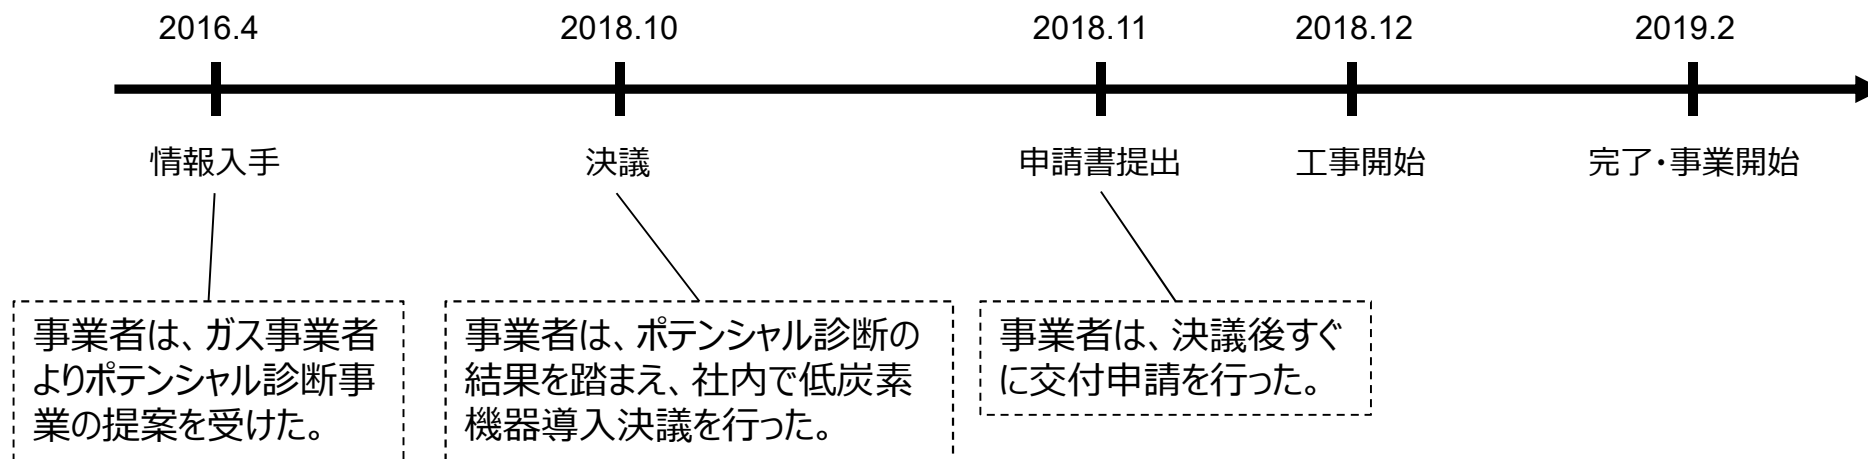 2016.4
2018.10
2018.11
2018.12
2019.2
情報入手
決議
申請書提出
工事開始
完了・事業開始
事業者は、ガス事業者
よりポテンシャル診断事
業の提案を受けた。
事業者は、ポテンシャル診断の
結果を踏まえ、社内で低炭素
機器導入決議を行った。
事業者は、決議後すぐ
に交付申請を行った。